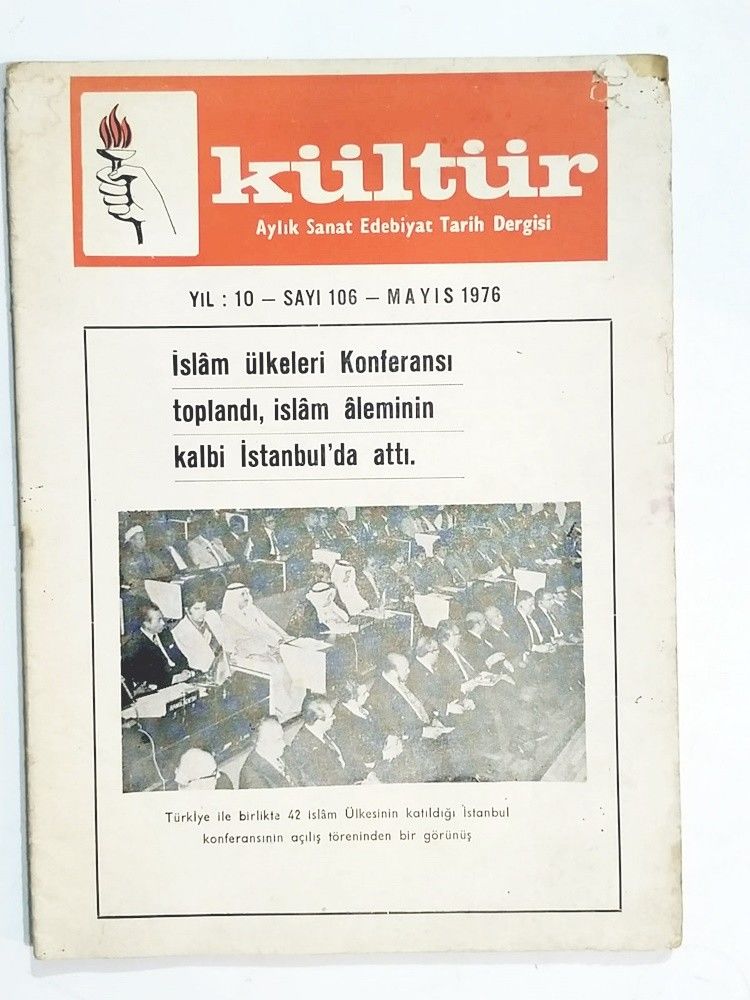 kültür
Aylık Sanat Edebiyat Tarih Dergisi
YIL : 10 – SAYI 106 – MAYIS 1976
İslâm ülkeleri Konferansı
toplandı, islâm âleminin
kalbi İstanbul'da attı.
Türkiye ile birlikte 42 islâm Ülkesinin katıldığı İstanbul
konferansının açılış töreninden bir görünüş